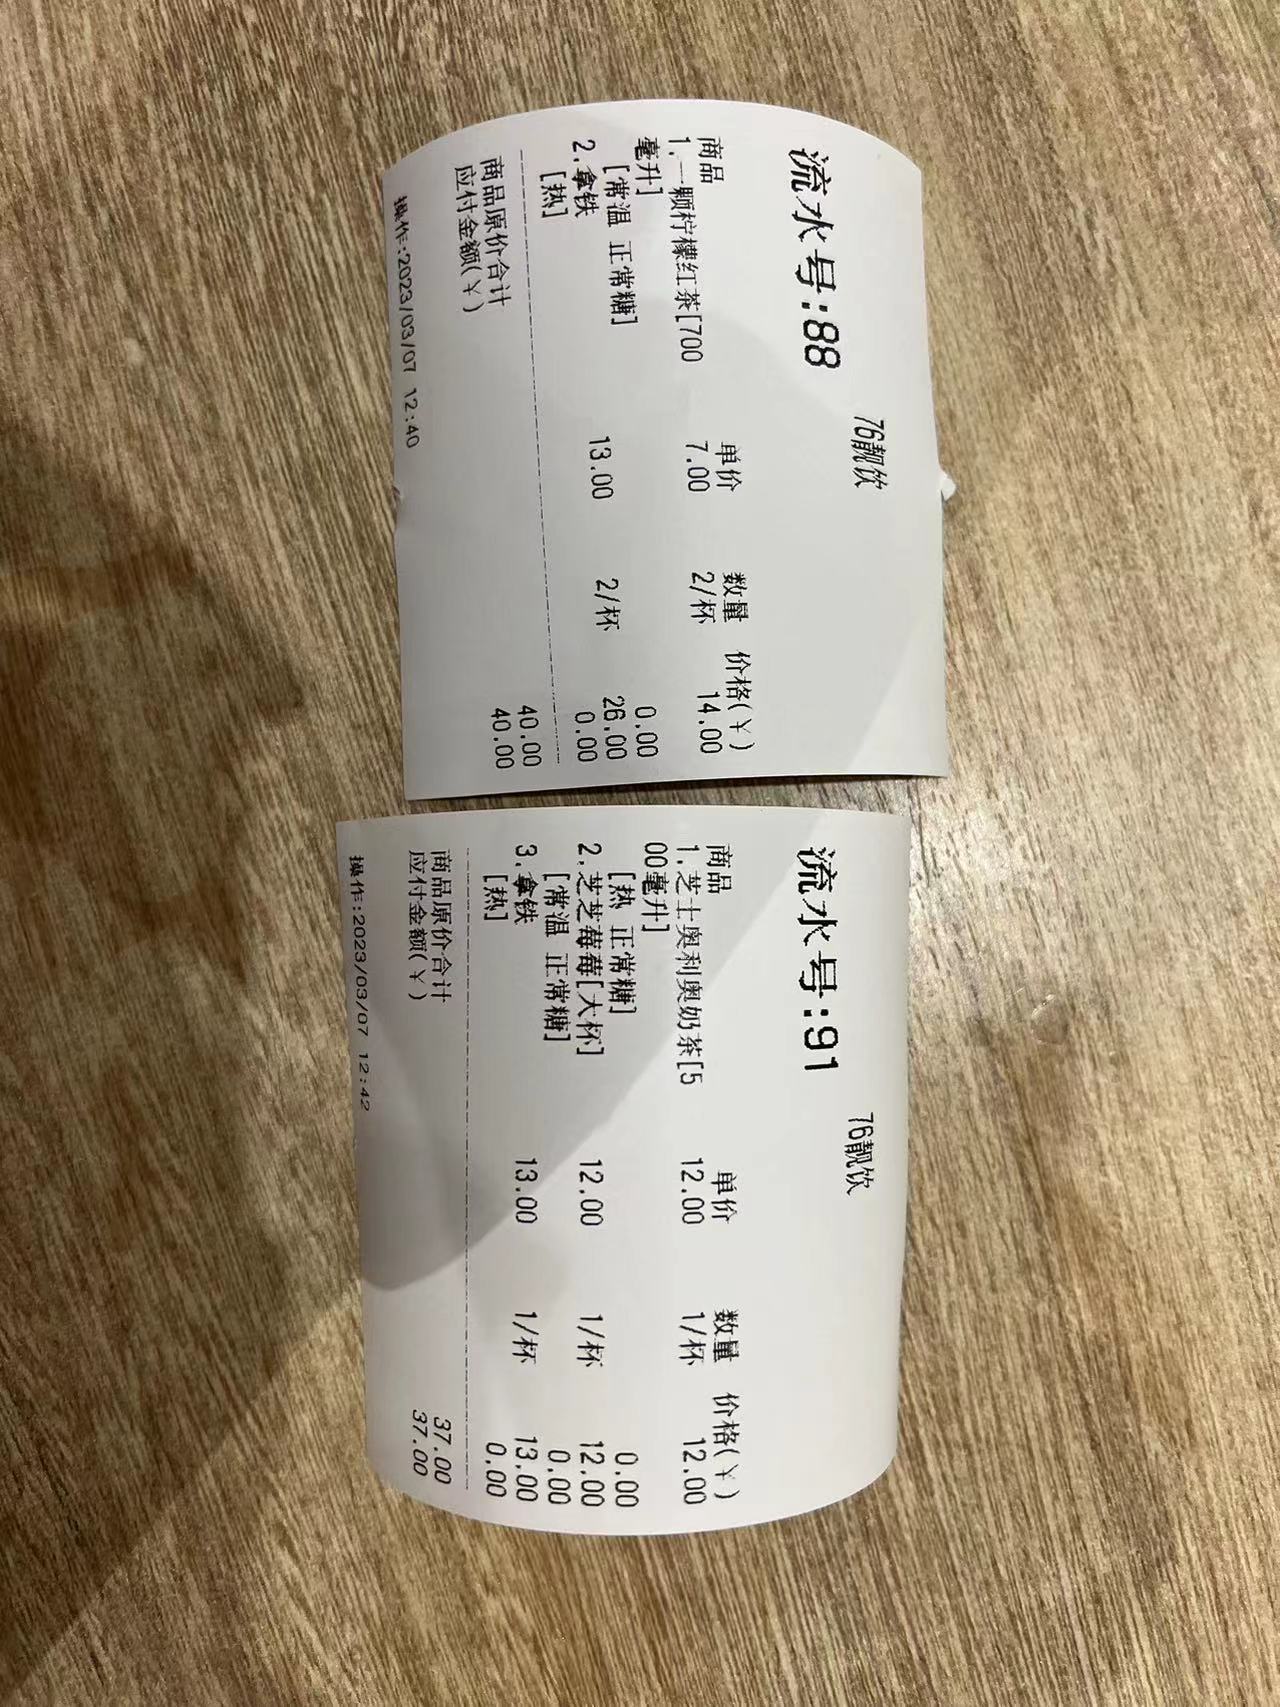 76靓饮
流水号:88
商品 单价 数量 价格(¥)
1.一颗柠檬红茶[700 7.00 2/杯 14.00
毫升]
[常温 正常糖] 0.00
2.拿铁 13.00 2/杯 26.00
[热] 0.00
商品原价合计 40.00
应付金额(¥) 40.00
操作:2023/03/07 12:40
76靓饮
流水号:91
商品 单价 数量 价格(¥)
1.芝士奥利奥奶茶[5 12.00 1/杯 12.00
00毫升]
[热 正常糖] 0.00
2.芝芝莓莓[大杯] 12.00 1/杯 12.00
[常温 正常糖] 0.00
3.拿铁 13.00 1/杯 13.00
[热] 0.00
商品原价合计 37.00
应付金额(¥) 37.00
操作:2023/03/07 12:42